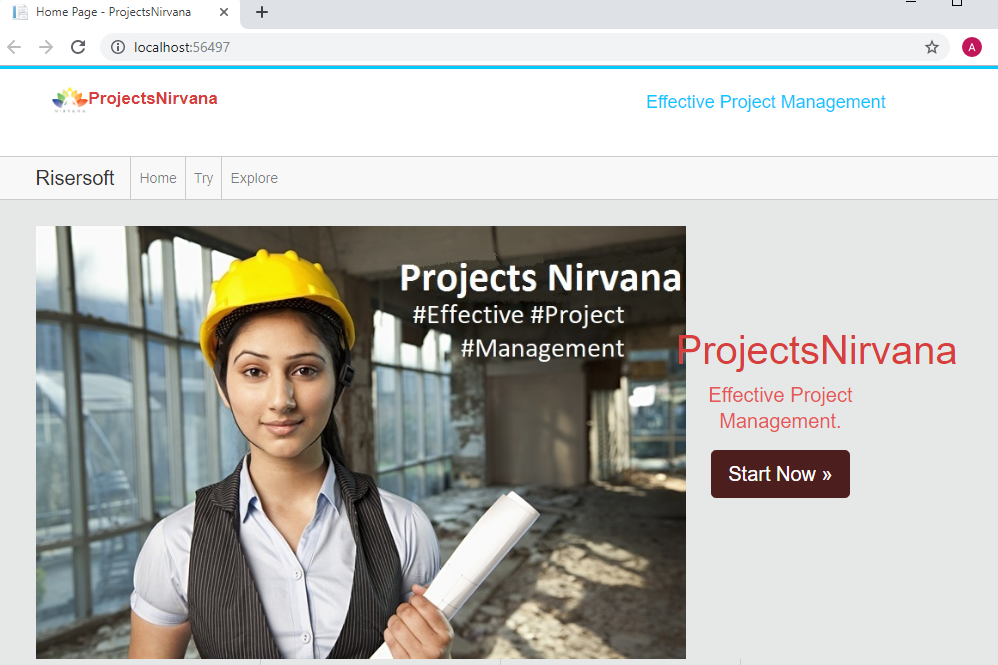 Home Page - ProjectsNirvana
localhost:56497
A
ProjectsNirvana
NIRVANA
Effective Project Management
Risersoft
Home
Try
Explore
Projects Nirvana
#Effective #Project
#Management
ProjectsNirvana
Effective Project
Management.
Start Now »